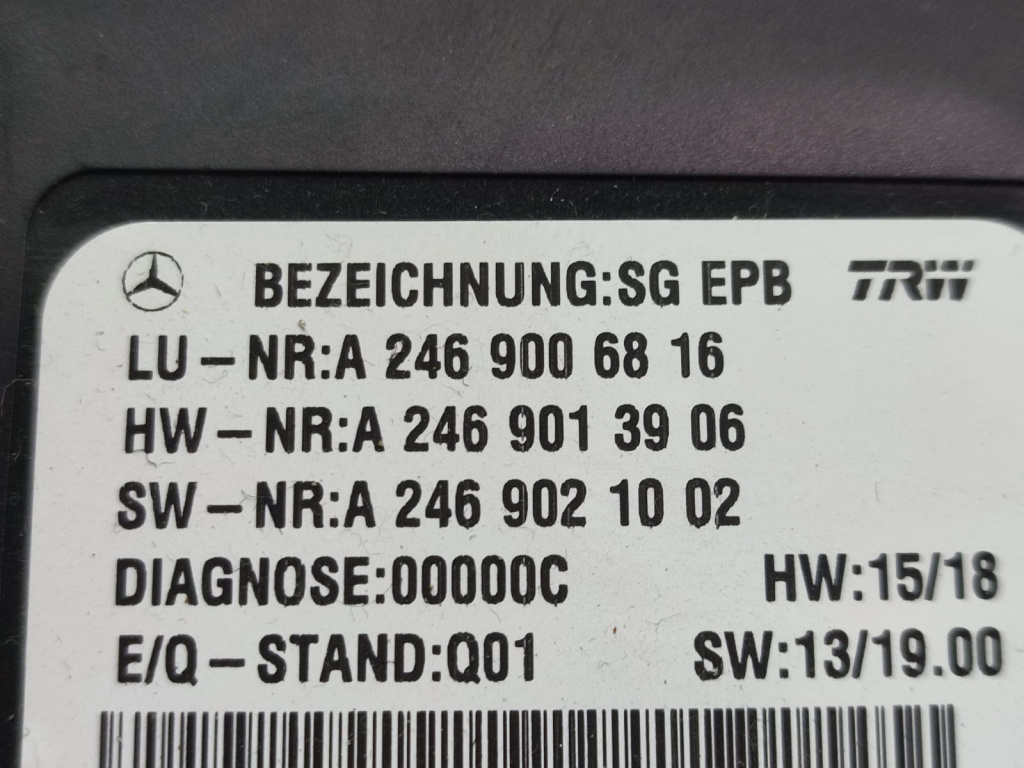 BEZEICHNUNG:SG EPB TRW
LU-NR:A 246 900 68 16
HW-NR:A 246 901 39 06
SW-NR:A 246 902 10 02
DIAGNOSE:00000C HW:15/18
E/Q-STAND:Q01 SW:13/19.00